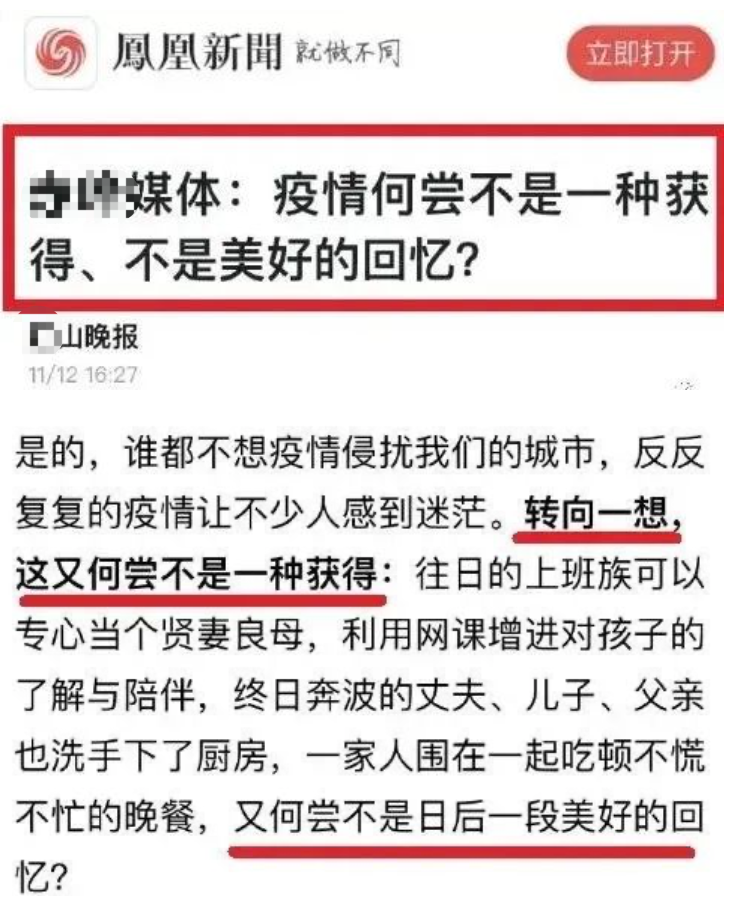 鳳凰新聞 就做不同
立即打开
媒体：疫情何尝不是一种获
得、不是美好的回忆？
山晚报
11/12 16:27
是的，谁都不想疫情侵扰我们的城市，反反
复复的疫情让不少人感到迷茫。转向一想，
这又何尝不是一种获得：往日的上班族可以
专心当个贤妻良母，利用网课增进对孩子的
了解与陪伴，终日奔波的丈夫、儿子、父亲
也洗手下了厨房，一家人围在一起吃顿不慌
不忙的晚餐，又何尝不是日后一段美好的回
忆？